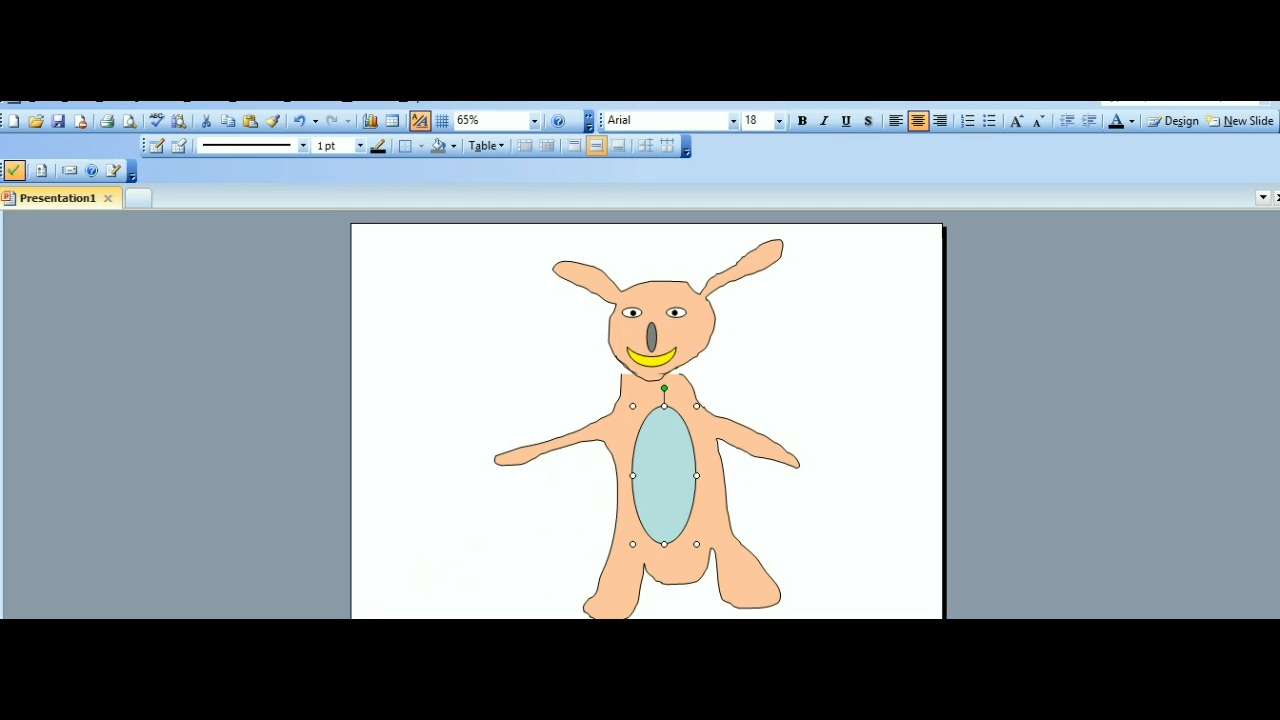 65% Arial 18 B I U S A A A Design New Slide
1 pt Table
Presentation1